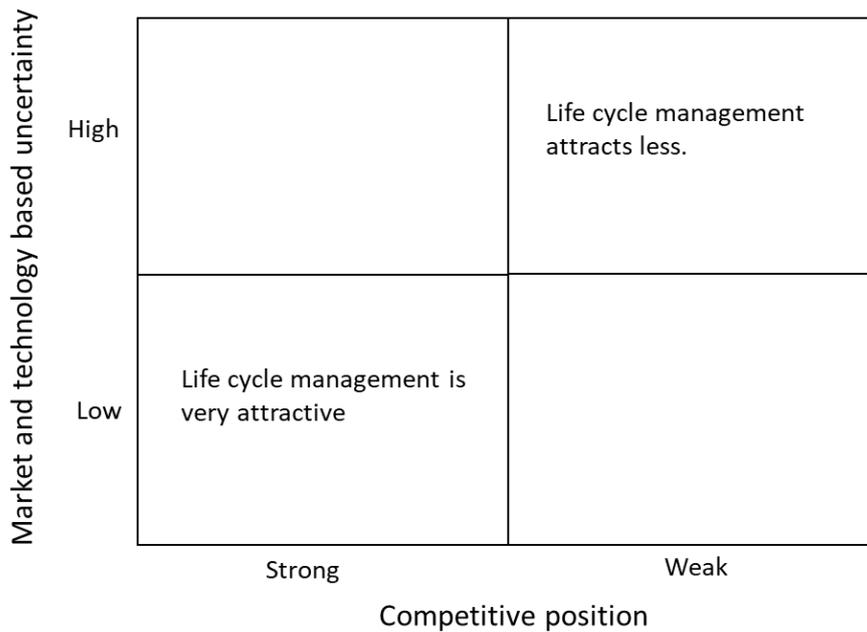 Market and technology based uncertainty
High
Life cycle management
attracts less.
Low
Life cycle management is
very attractive
Strong
Weak
Competitive position